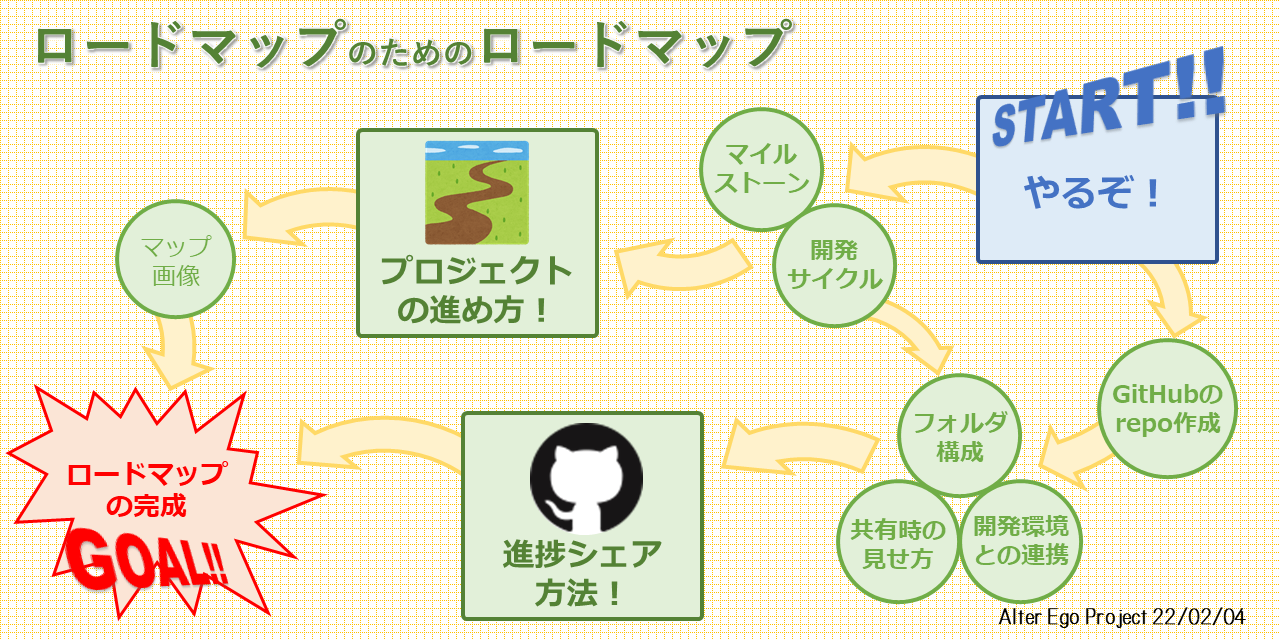 ロードマップのためのロードマップ
START!!
やるぞ！
マイル
ストーン
開発
サイクル
プロジェクト
の進め方！
マップ
画像
GitHubの
repo作成
フォルダ
構成
共有時の
見せ方
開発環境
との連携
進捗シェア
方法！
ロードマップ
の完成
GOAL!!
Alter Ego Project 22/02/04